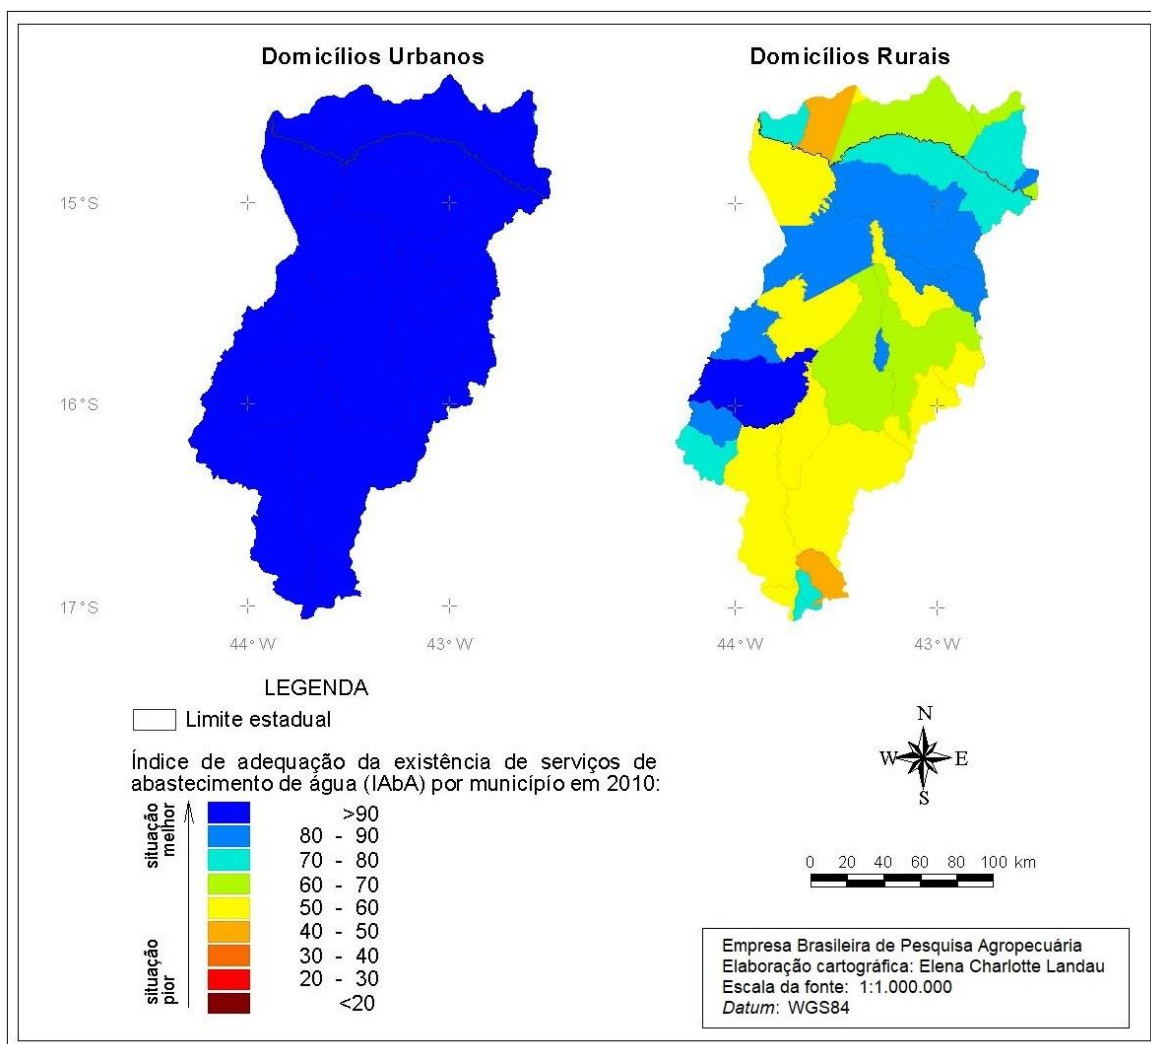 Domicílios Urbanos
Domicílios Rurais
15°S
16°S
17°S
44°W
43°W
44°W
43°W
LEGENDA
Limite estadual
Índice de adequação da existência de serviços de
abastecimento de água (IAbA) por município em 2010:
situação
melhor
situação
pior
>90
80 - 90
70 - 80
60 - 70
50 - 60
40 - 50
30 - 40
20 - 30
<20
N
W
E
S
0 20 40 60 80 100 km
Empresa Brasileira de Pesquisa Agropecuária
Elaboração cartográfica: Elena Charlotte Landau
Escala da fonte: 1:1.000.000
Datum: WGS84